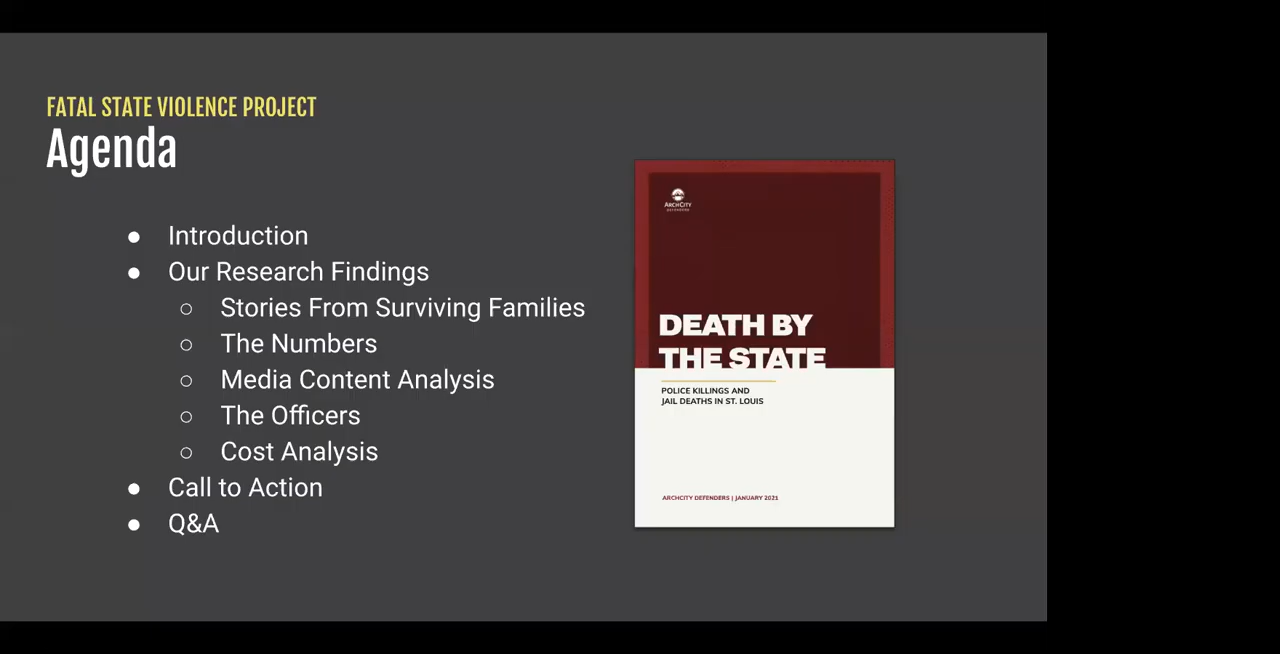 FATAL STATE VIOLENCE PROJECT
Agenda
● Introduction
● Our Research Findings
○ Stories From Surviving Families
○ The Numbers
○ Media Content Analysis
○ The Officers
○ Cost Analysis
● Call to Action
● Q&A
ARCHCITY
DEFENDERS
DEATH BY
THE STATE
POLICE KILLINGS AND
JAIL DEATHS IN ST. LOUIS
ARCHCITY DEFENDERS | JANUARY 2021